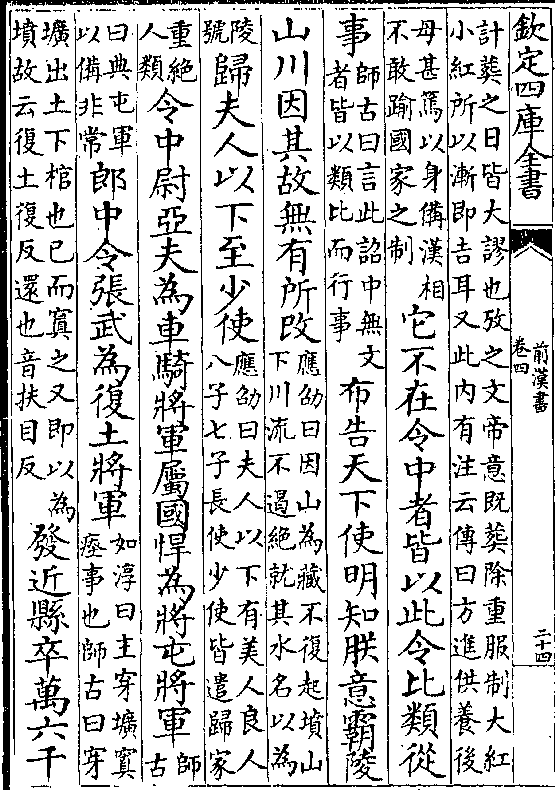 欽定四庫全書
前漢書
卷四
二十四
計葬之日皆大謬也攷之文帝意既葬除重服制大紅
小紅所以漸即吉耳又此内有注云傳曰方進供養後
母甚篤以身備漢相
不敢踰國家之制
它不在令中者皆以此令比類從
事
師古曰言此詔中無文
者皆以類比而行事
布告天下使明知朕意霸陵
山川因其故無有所改
應劭曰因山為藏不復起墳山
下川流不遏絶就其水名以為
陵
號
歸夫人以下至少使
應劭曰夫人以下有美人良人
八子七子長使少使皆遣歸家
重絶
人類
令中尉亞夫為車騎將軍屬國悍為將屯將軍
師
古
曰典屯軍
以備非常
郎中令張武為復土將軍
如淳曰主穿壙窴
瘞事也師古曰穿
壙出土下棺也已而窴之又即以為
墳故云復土復反還也音扶目反
發近縣卒萬六千